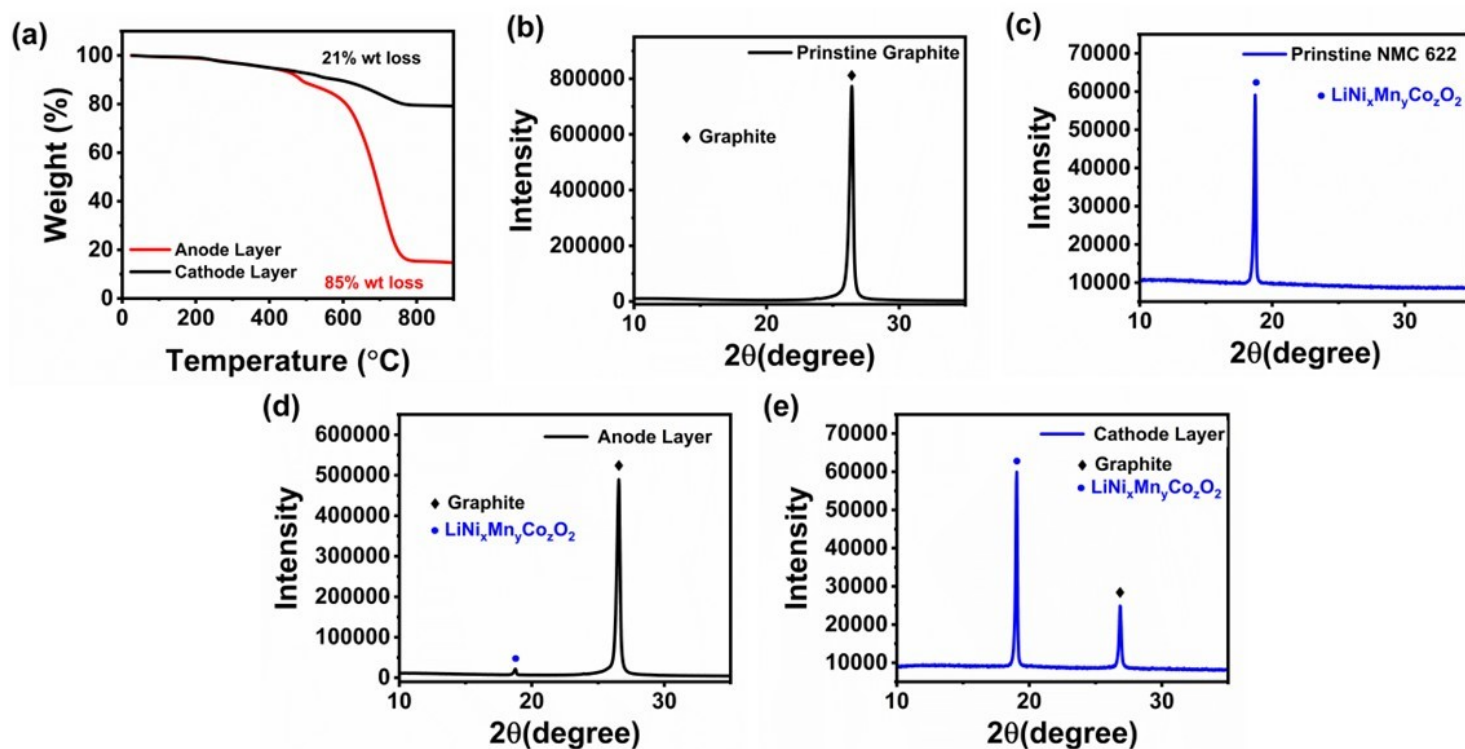 (a)
100
80
60
40
20
0
Weight (%)
21% wt loss
Anode Layer
Cathode Layer
85% wt loss
0 200 400 600 800
Temperature (°C)
(b)
800000
600000
400000
200000
0
Intensity
Prinstine Graphite
♦ Graphite
10 20 30
2θ(degree)
(c)
70000
60000
50000
40000
30000
20000
10000
Intensity
Prinstine NMC 622
• LiNiₓMnᵧCo_zO₂
10 20 30
2θ(degree)
(d)
600000
500000
400000
300000
200000
100000
0
Intensity
Anode Layer
♦ Graphite
• LiNiₓMnᵧCo_zO₂
10 20 30
2θ(degree)
(e)
70000
60000
50000
40000
30000
20000
10000
Intensity
Cathode Layer
♦ Graphite
• LiNiₓMnᵧCo_zO₂
10 20 30
2θ(degree)